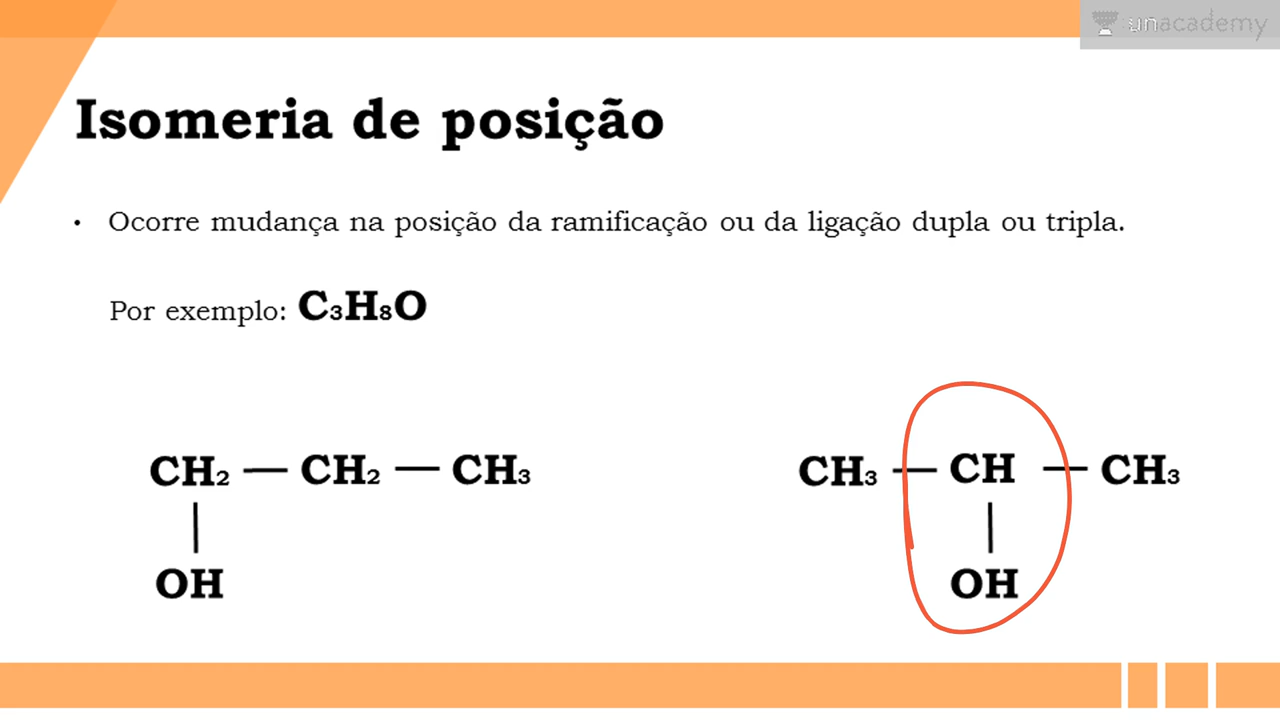 unacademy
Isomeria de posição
• Ocorre mudança na posição da ramificação ou da ligação dupla ou tripla.
Por exemplo: C₃H₈O
CH₂ — CH₂ — CH₃
|
OH
CH₃ — CH — CH₃
|
OH